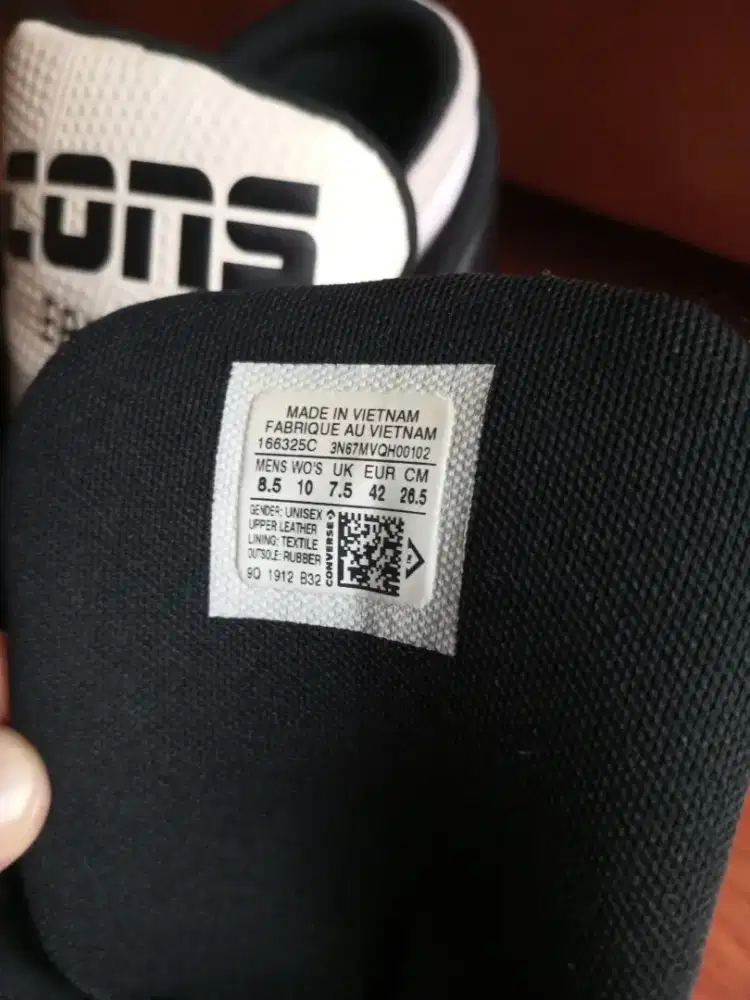 CONS
MADE IN VIETNAM
FABRIQUE AU VIETNAM
166325C 3N67MVQH00102
MENS WO'S UK EUR CM
8.5 10 7.5 42 26.5
GENDER: UNISEX
UPPER LEATHER
LINING: TEXTILE
OUTSOLE: RUBBER
9Q 1912 B32
CONVERSE